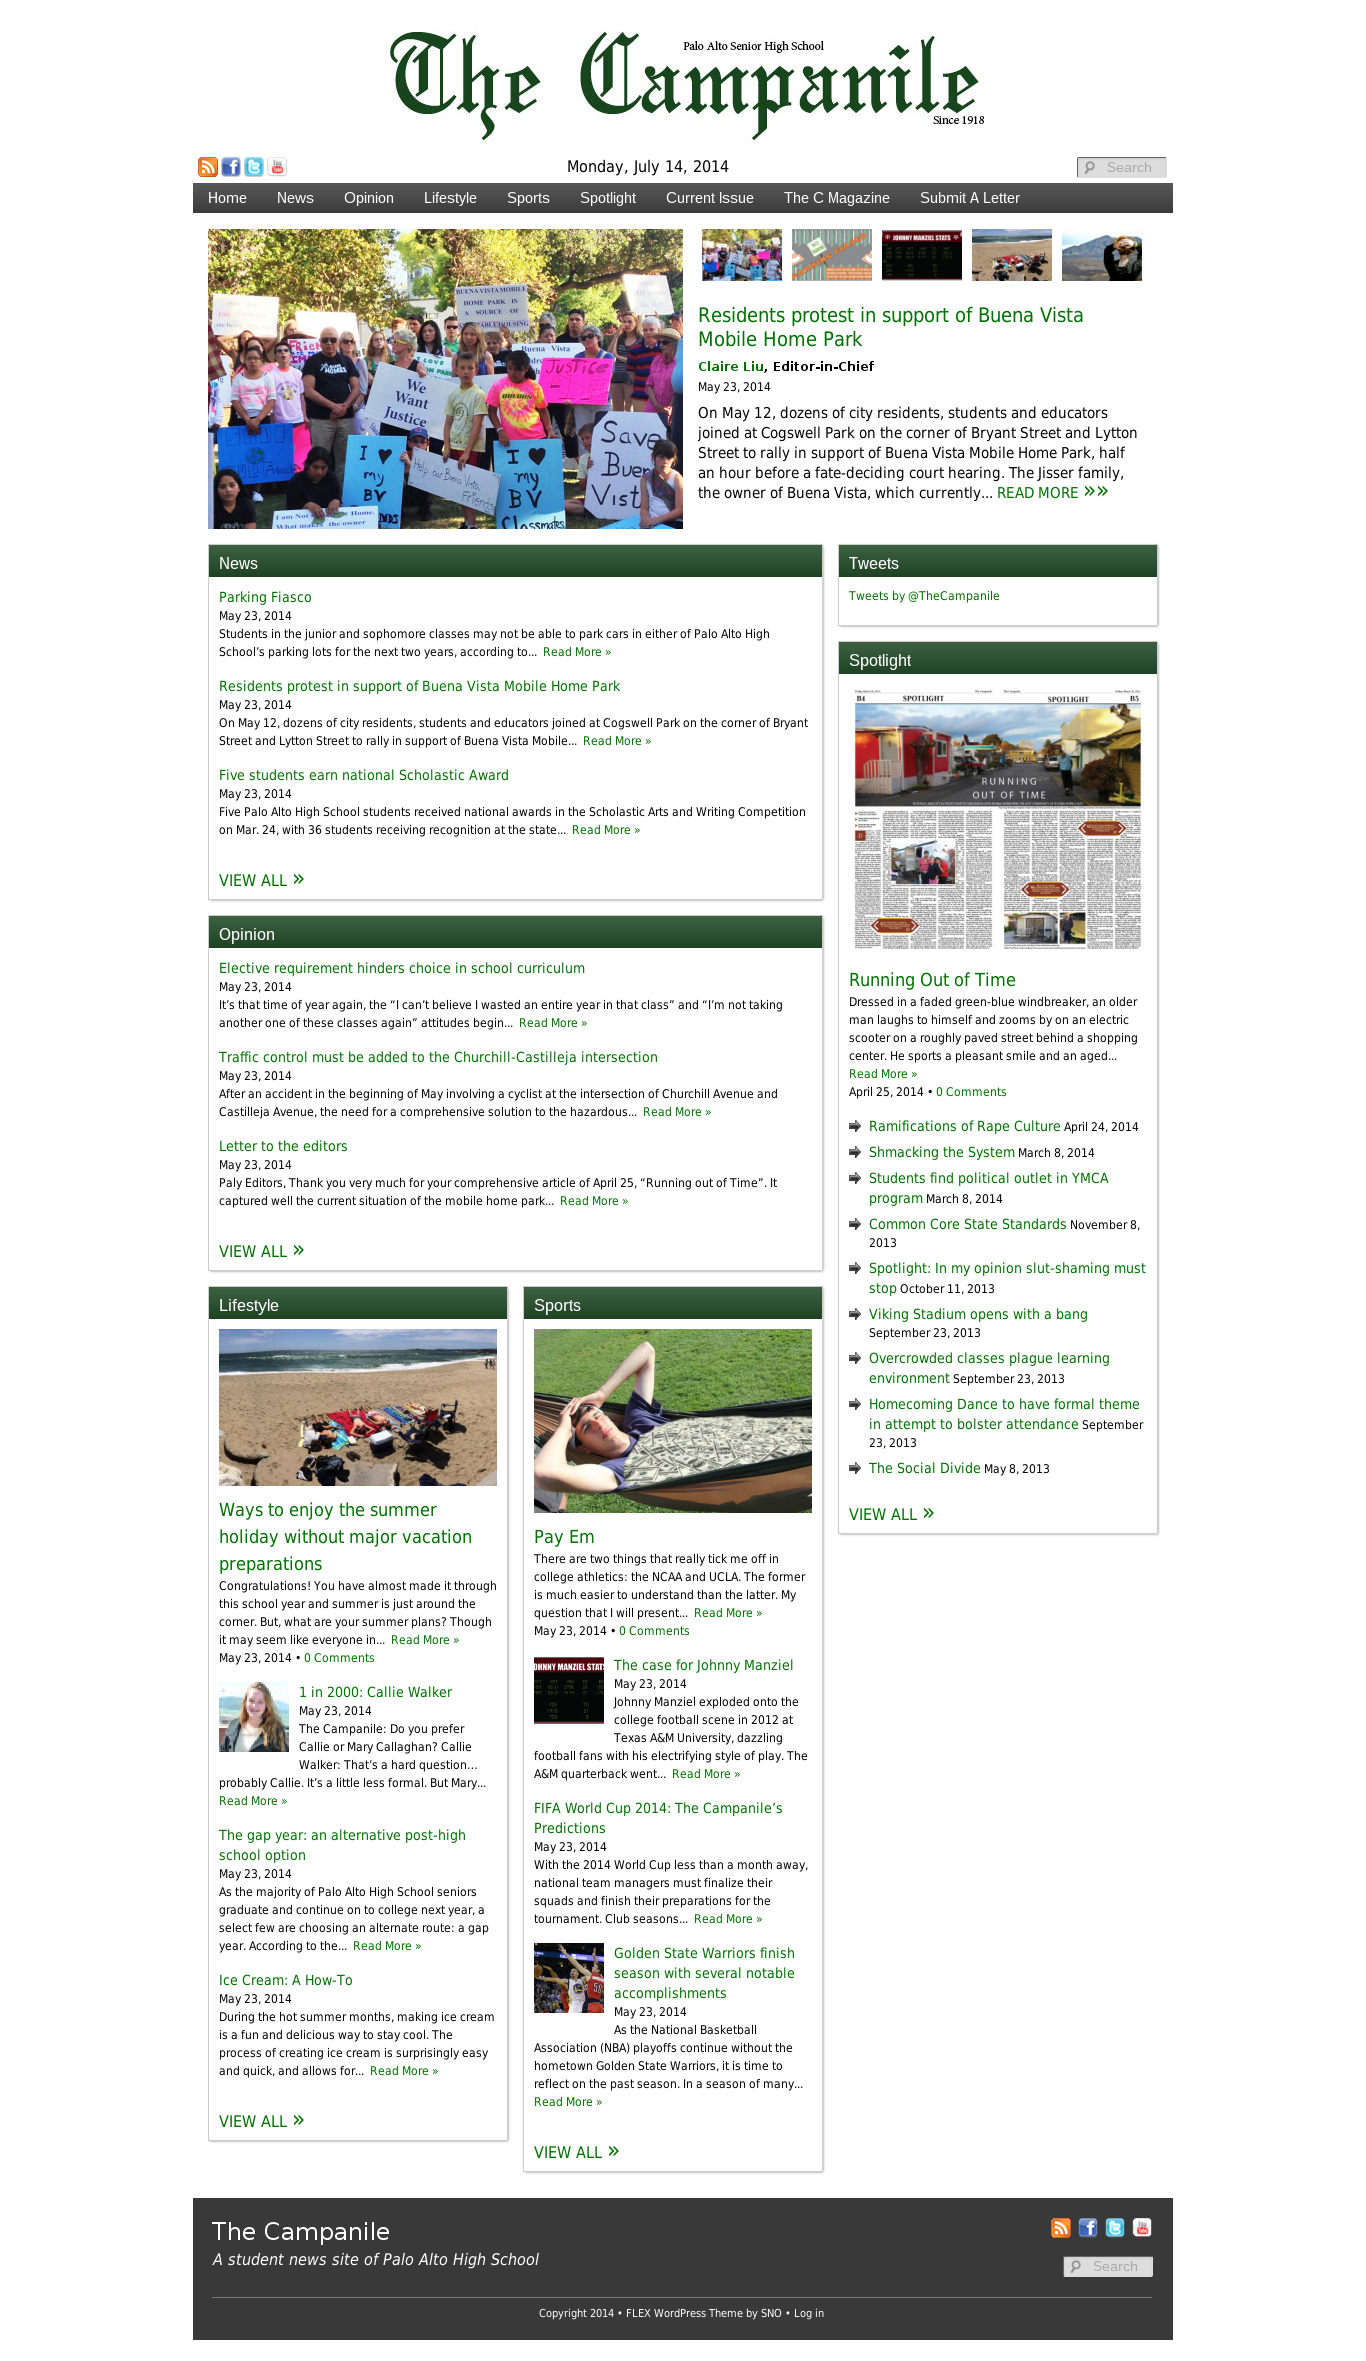 The Campanile
Palo Alto Senior High School
Since 1918
Monday, July 14, 2014
Search
Home News Opinion Lifestyle Sports Spotlight Current Issue The C Magazine Submit A Letter
BUENA VISTA MOBILE
HOME PARK IN
A SOURCE OF
Buena Vista
Justice
We
Want
Justice
I
my
BV
Help our Buena Vista
Friends
I
my
BV
Classmates
Save
Buen
Vist
I am Not
Home.
What makes the owner
JOHNNY MANZIEL STATS
Residents protest in support of Buena Vista
Mobile Home Park
Claire Liu, Editor-in-Chief
May 23, 2014
On May 12, dozens of city residents, students and educators
joined at Cogswell Park on the corner of Bryant Street and Lytton
Street to rally in support of Buena Vista Mobile Home Park, half
an hour before a fate-deciding court hearing. The Jisser family,
the owner of Buena Vista, which currently... READ MORE »»
News
Parking Fiasco
May 23, 2014
Students in the junior and sophomore classes may not be able to park cars in either of Palo Alto High
School’s parking lots for the next two years, according to... Read More »
Residents protest in support of Buena Vista Mobile Home Park
May 23, 2014
On May 12, dozens of city residents, students and educators joined at Cogswell Park on the corner of Bryant
Street and Lytton Street to rally in support of Buena Vista Mobile... Read More »
Five students earn national Scholastic Award
May 23, 2014
Five Palo Alto High School students received national awards in the Scholastic Arts and Writing Competition
on Mar. 24, with 36 students receiving recognition at the state... Read More »
VIEW ALL »
Opinion
Elective requirement hinders choice in school curriculum
May 23, 2014
It’s that time of year again, the “I can’t believe I wasted an entire year in that class” and “I’m not taking
another one of these classes again” attitudes begin... Read More »
Traffic control must be added to the Churchill-Castilleja intersection
May 23, 2014
After an accident in the beginning of May involving a cyclist at the intersection of Churchill Avenue and
Castilleja Avenue, the need for a comprehensive solution to the hazardous... Read More »
Letter to the editors
May 23, 2014
Paly Editors, Thank you very much for your comprehensive article of April 25, “Running out of Time”. It
captured well the current situation of the mobile home park... Read More »
VIEW ALL »
Lifestyle
Ways to enjoy the summer
holiday without major vacation
preparations
Congratulations! You have almost made it through
this school year and summer is just around the
corner. But, what are your summer plans? Though
it may seem like everyone in... Read More »
May 23, 2014 • 0 Comments
1 in 2000: Callie Walker
May 23, 2014
The Campanile: Do you prefer
Callie or Mary Callaghan? Callie
Walker: That’s a hard question…
probably Callie. It’s a little less formal. But Mary...
Read More »
The gap year: an alternative post-high
school option
May 23, 2014
As the majority of Palo Alto High School seniors
graduate and continue on to college next year, a
select few are choosing an alternate route: a gap
year. According to the... Read More »
Ice Cream: A How-To
May 23, 2014
During the hot summer months, making ice cream
is a fun and delicious way to stay cool. The
process of creating ice cream is surprisingly easy
and quick, and allows for... Read More »
VIEW ALL »
Sports
Pay Em
There are two things that really tick me off in
college athletics: the NCAA and UCLA. The former
is much easier to understand than the latter. My
question that I will present... Read More »
May 23, 2014 • 0 Comments
OHNNY MANZIEL STATS
The case for Johnny Manziel
May 23, 2014
Johnny Manziel exploded onto the
college football scene in 2012 at
Texas A&M University, dazzling
football fans with his electrifying style of play. The
A&M quarterback went... Read More »
FIFA World Cup 2014: The Campanile’s
Predictions
May 23, 2014
With the 2014 World Cup less than a month away,
national team managers must finalize their
squads and finish their preparations for the
tournament. Club seasons... Read More »
Golden State Warriors finish
season with several notable
accomplishments
May 23, 2014
As the National Basketball
Association (NBA) playoffs continue without the
hometown Golden State Warriors, it is time to
reflect on the past season. In a season of many...
Read More »
VIEW ALL »
Tweets
Tweets by @TheCampanile
Spotlight
B4 SPOTLIGHT SPOTLIGHT B5
RUNNING
OUT OF TIME
Running Out of Time
Dressed in a faded green-blue windbreaker, an older
man laughs to himself and zooms by on an electric
scooter on a roughly paved street behind a shopping
center. He sports a pleasant smile and an aged...
Read More »
April 25, 2014 • 0 Comments
Ramifications of Rape Culture April 24, 2014
Shmacking the System March 8, 2014
Students find political outlet in YMCA
program March 8, 2014
Common Core State Standards November 8,
2013
Spotlight: In my opinion slut-shaming must
stop October 11, 2013
Viking Stadium opens with a bang
September 23, 2013
Overcrowded classes plague learning
environment September 23, 2013
Homecoming Dance to have formal theme
in attempt to bolster attendance September
23, 2013
The Social Divide May 8, 2013
VIEW ALL »
The Campanile
A student news site of Palo Alto High School
Search
Copyright 2014 • FLEX WordPress Theme by SNO • Log in